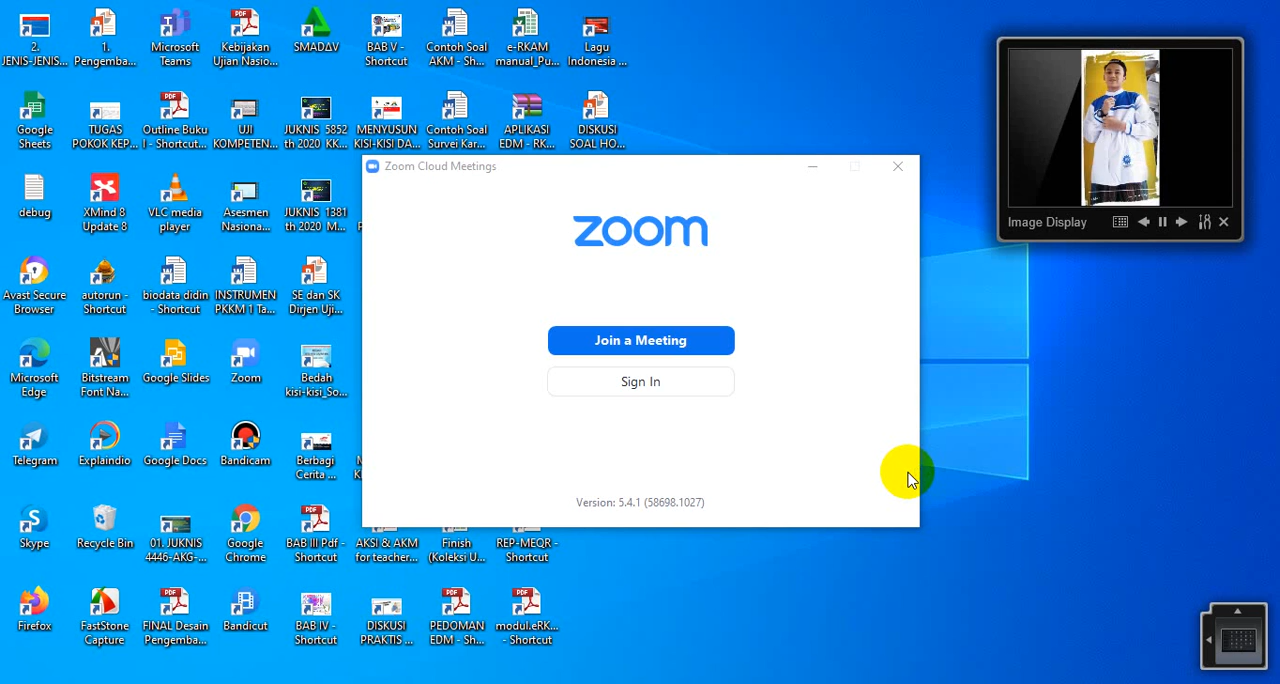 2.
JENIS-JENIS...
1.
Pengemba...
Microsoft
Teams
Kebijakan
Ujian Nasio...
SMADAV
BAB V -
Shortcut
Contoh Soal
AKM - Sh...
e-RKAM
manual_Pu...
Lagu
Indonesia ...
Google
Sheets
TUGAS
POKOK KEP...
Outline Buku
I - Shortcut...
UJI
KOMPETEN...
JUKNIS 5852
th 2020 KK...
MENYUSUN
KISI-KISI DA...
Contoh Soal
Survei Kar...
APLIKASI
EDM - RK...
DISKUSI
SOAL HO...
debug
XMind 8
Update 8
VLC media
player
Asesmen
Nasiona...
JUKNIS 1381
th 2020 M...
Avast Secure
Browser
autorun -
Shortcut
biodata didin
- Shortcut
INSTRUMEN
PKKM 1 Ta...
SE dan SK
Dirjen Uji...
Microsoft
Edge
Bitstream
Font Na...
Google Slides
Zoom
Bedah
kisi-kisi_So...
Telegram
Explaindio
Google Docs
Bandicam
Berbagi
Cerita ...
Skype
Recycle Bin
01. JUKNIS
4446-AKG-...
Google
Chrome
BAB III Pdf -
Shortcut
AKSI & AKM
for teacher...
Finish
(Koleksi U...
REP-MEQR -
Shortcut
Firefox
FastStone
Capture
FINAL Desain
Pengemba...
Bandicut
BAB IV -
Shortcut
DISKUSI
PRAKTIS ...
PEDOMAN
EDM - Sh...
modul.eRK...
- Shortcut
Zoom Cloud Meetings
zoom
Join a Meeting
Sign In
Version: 5.4.1 (58698.1027)
Image Display